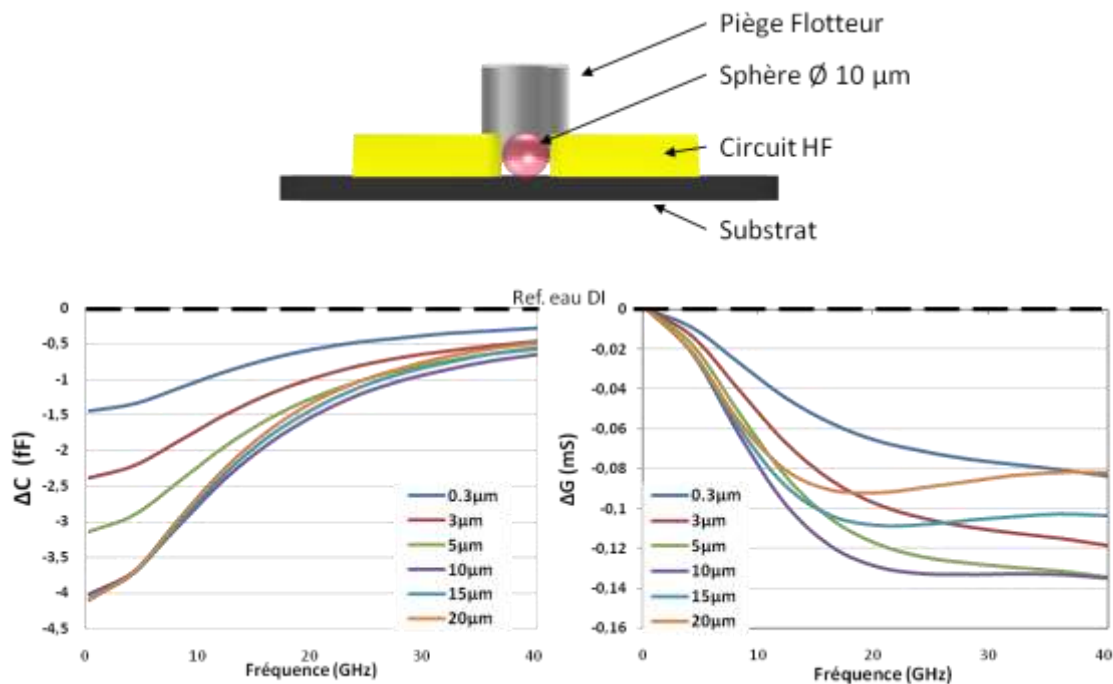 Piège Flotteur
Sphère Ø 10 µm
Circuit HF
Substrat
Ref. eau DI
0
-0,5
-1
-1,5
-2
-2,5
-3
-3,5
-4
-4,5
ΔC (fF)
0.3µm
3µm
5µm
10µm
15µm
20µm
0 10 20 30 40
Fréquence (GHz)
0
-0,02
-0,04
-0,06
-0,08
-0,1
-0,12
-0,14
-0,16
ΔG (mS)
0.3µm
3µm
5µm
10µm
15µm
20µm
0 10 20 30 40
Fréquence (GHz)